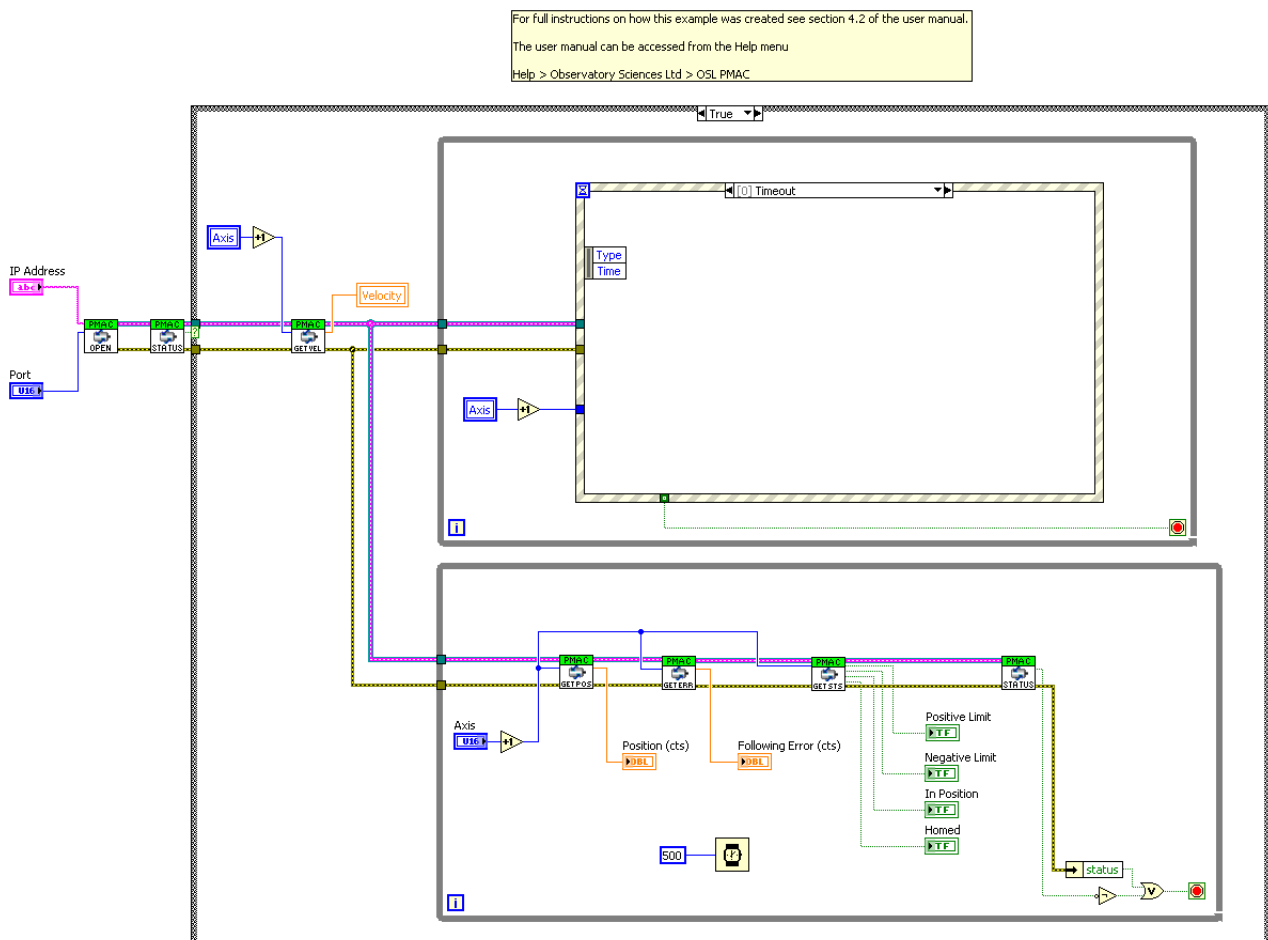 For full instructions on how this example was created see section 4.2 of the user manual.
The user manual can be accessed from the Help menu
Help > Observatory Sciences Ltd > OSL PMAC
True
[0] Timeout
Type
Time
Axis
+1
IP Address
abc
Velocity
PMAC
OPEN
PMAC
STATUS
?
PMAC
GETVEL
Port
U16
Axis
+1
i
PMAC
GETPOS
PMAC
GETERR
PMAC
GETSTS
PMAC
STATUS
Axis
U16
+1
Position (cts)
DBL
Following Error (cts)
DBL
Positive Limit
TF
Negative Limit
TF
In Position
TF
Homed
TF
500
status
V
i